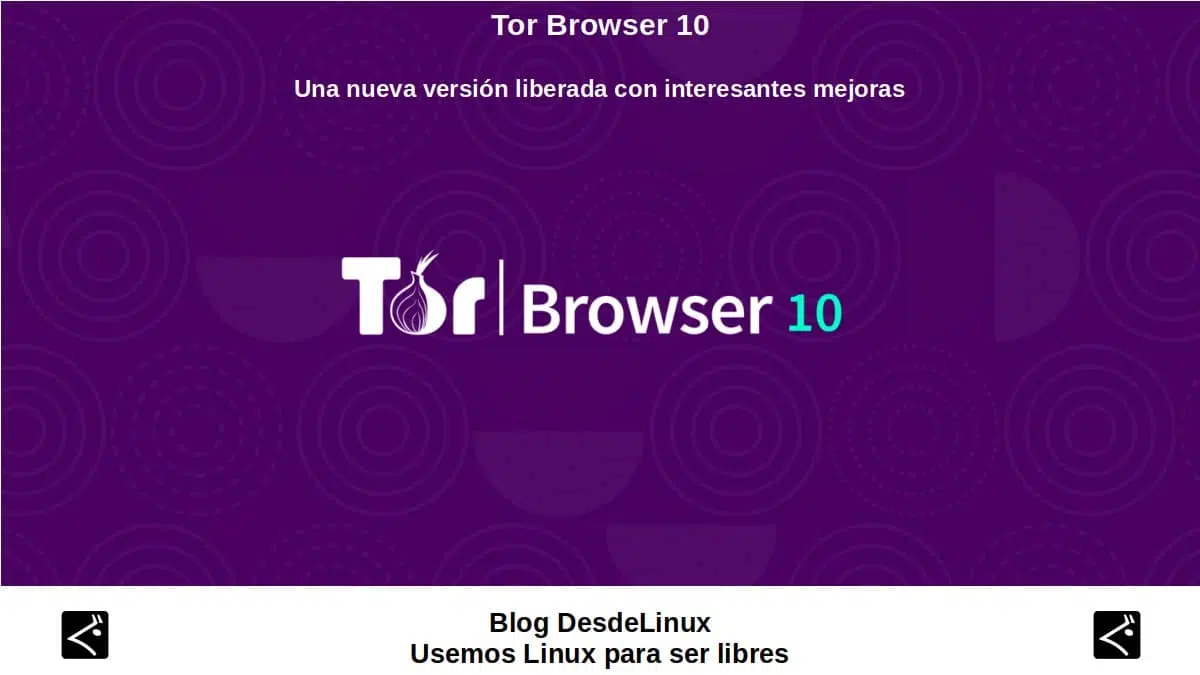 Tor Browser 10
Una nueva versión liberada con interesantes mejoras
Tor | Browser 10
Blog DesdeLinux
Usemos Linux para ser libres